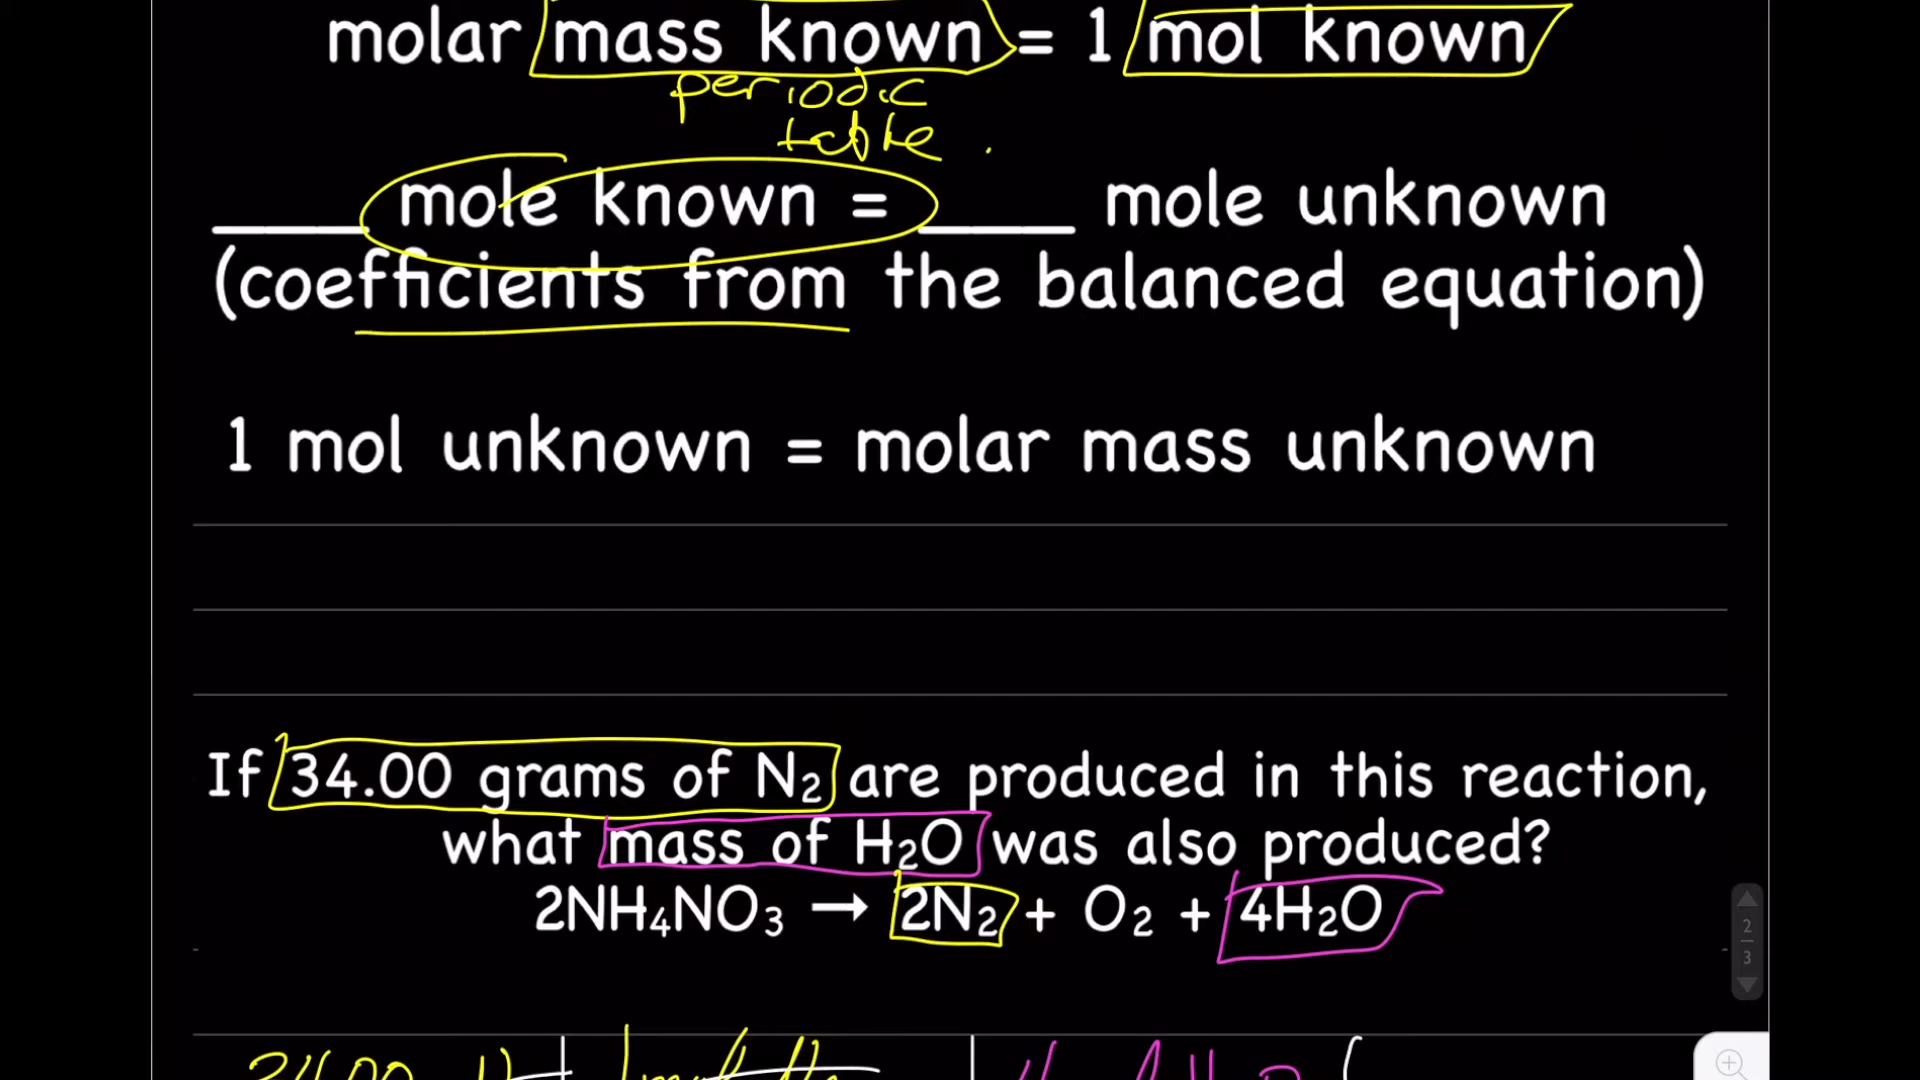 molar mass known = 1 mol known
periodic
table.
____ mole known = ____ mole unknown
(coefficients from the balanced equation)
1 mol unknown = molar mass unknown
If 34.00 grams of N₂ are produced in this reaction,
what mass of H₂O was also produced?
2NH₄NO₃ → 2N₂ + O₂ + 4H₂O
2
3